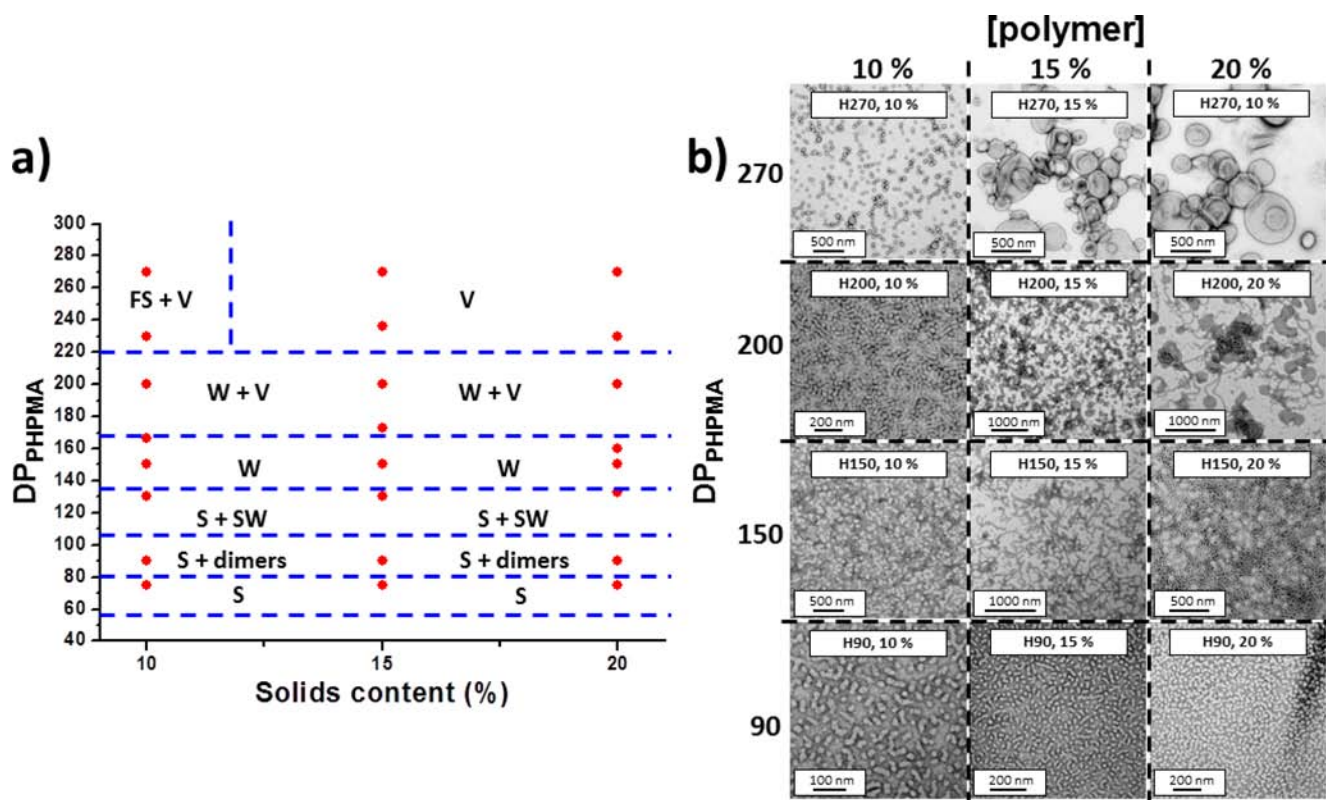 a)
DP PHPMA
300
280
260
240
220
200
180
160
140
120
100
80
60
40
FS + V
V
W + V
W + V
W
W
S + SW
S + SW
S + dimers
S + dimers
S
S
10
15
20
Solids content (%)
b)
[polymer]
10 %
15 %
20 %
DP PHPMA
270
H270, 10 %
H270, 15 %
H270, 10 %
500 nm
500 nm
500 nm
200
H200, 10 %
H200, 15 %
H200, 20 %
200 nm
1000 nm
1000 nm
150
H150, 10 %
H150, 15 %
H150, 20 %
500 nm
1000 nm
500 nm
90
H90, 10 %
H90, 15 %
H90, 20 %
100 nm
200 nm
200 nm